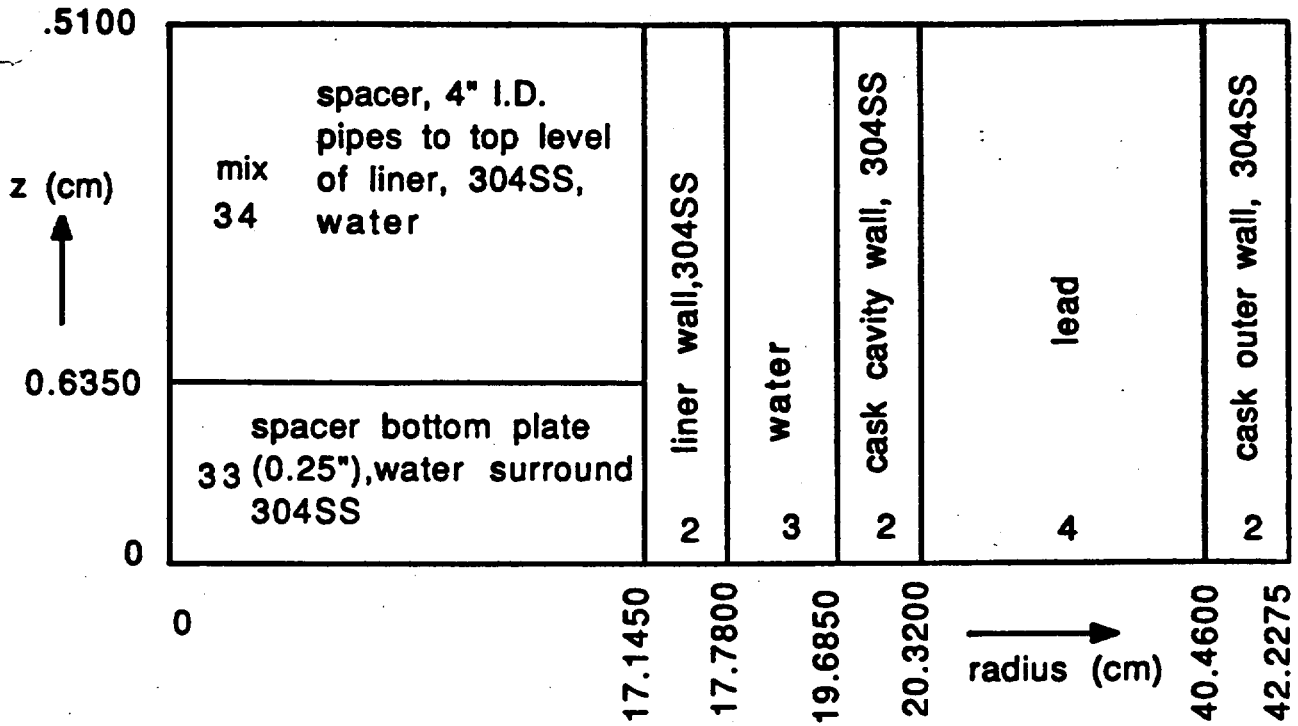 .5100
spacer, 4" I.D.
pipes to top level
of liner, 304SS,
water
mix
34
z (cm)
0.6350
spacer bottom plate
33 (0.25"),water surround
304SS
0
liner wall,304SS
2
water
3
cask cavity wall, 304SS
2
lead
4
cask outer wall, 304SS
2
0
17.1450
17.7800
19.6850
20.3200
radius (cm)
40.4600
42.2275